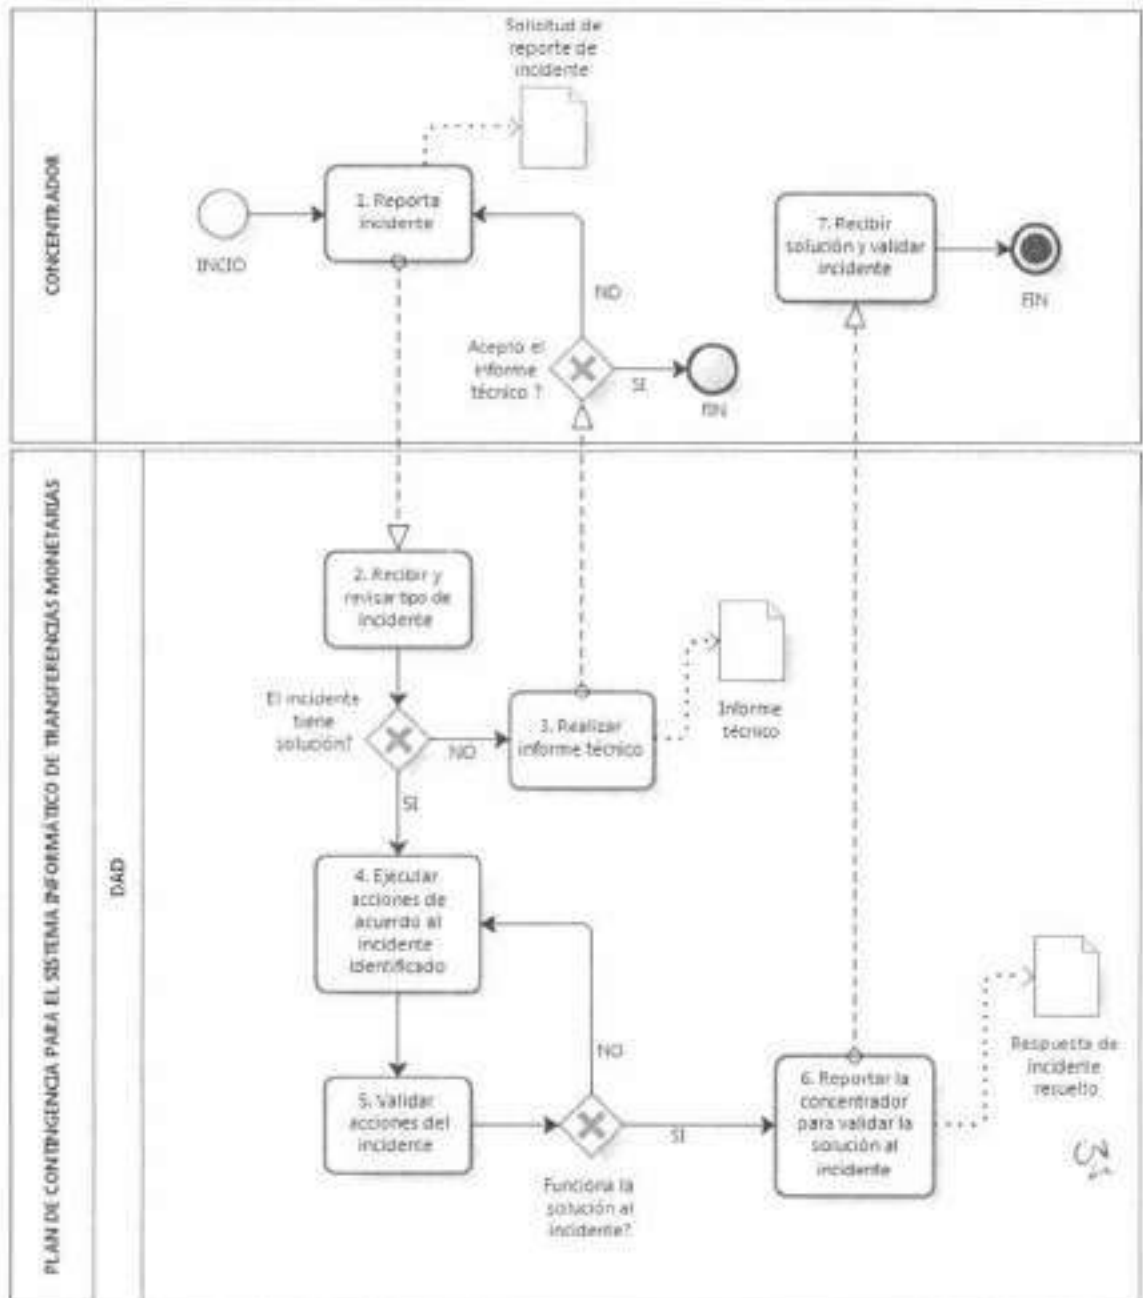 Solicitud de
reporte de
incidente
CONCENTRADOR
INCIO
1. Reporta
incidente
NO
Acepto el
informe
técnico ?
SI
FIN
7. Recibir
solución y validar
incidente
FIN
PLAN DE CONTINGENCIA PARA EL SISTEMA INFORMÁTICO DE TRANSFERENCIAS MONETARIAS
DAD
2. Recibir y
revisar tipo de
incidente
El incidente
tiene
solución?
NO
SI
3. Realizar
informe técnico
Informe
técnico
4. Ejecutar
acciones de
acuerdo al
incidente
identificado
5. Validar
acciones del
incidente
NO
SI
Funciona la
solución al
incidente?
6. Reportar la
concentrador
para validar la
solución al
incidente
Respuesta de
incidente
resuelto